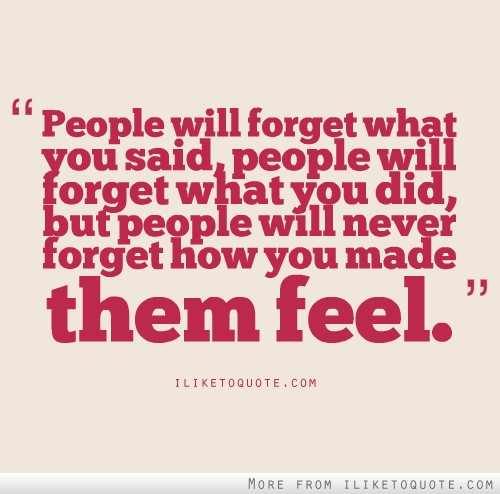 “ People will forget what
you said, people will
forget what you did,
but people will never
forget how you made
them feel. ”
ILIKETOQUOTE.COM
MORE FROM ILIKETOQUOTE.COM